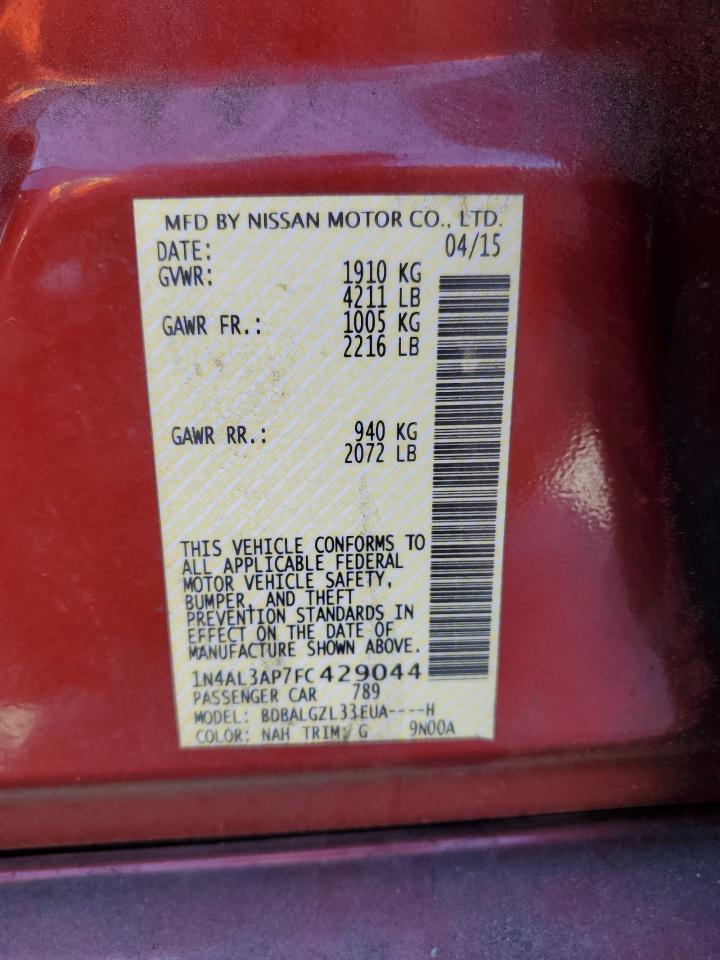 MFD BY NISSAN MOTOR CO., LTD.
DATE: 04/15
GVWR: 1910 KG
4211 LB
GAWR FR.: 1005 KG
2216 LB
GAWR RR.: 940 KG
2072 LB
THIS VEHICLE CONFORMS TO
ALL APPLICABLE FEDERAL
MOTOR VEHICLE SAFETY,
BUMPER, AND THEFT
PREVENTION STANDARDS IN
EFFECT ON THE DATE OF
MANUFACTURE SHOWN ABOVE.
1N4AL3AP7FC429044
PASSENGER CAR 789
MODEL: BDBALGZL33EUA----H
COLOR: NAH TRIM: G 9N00A